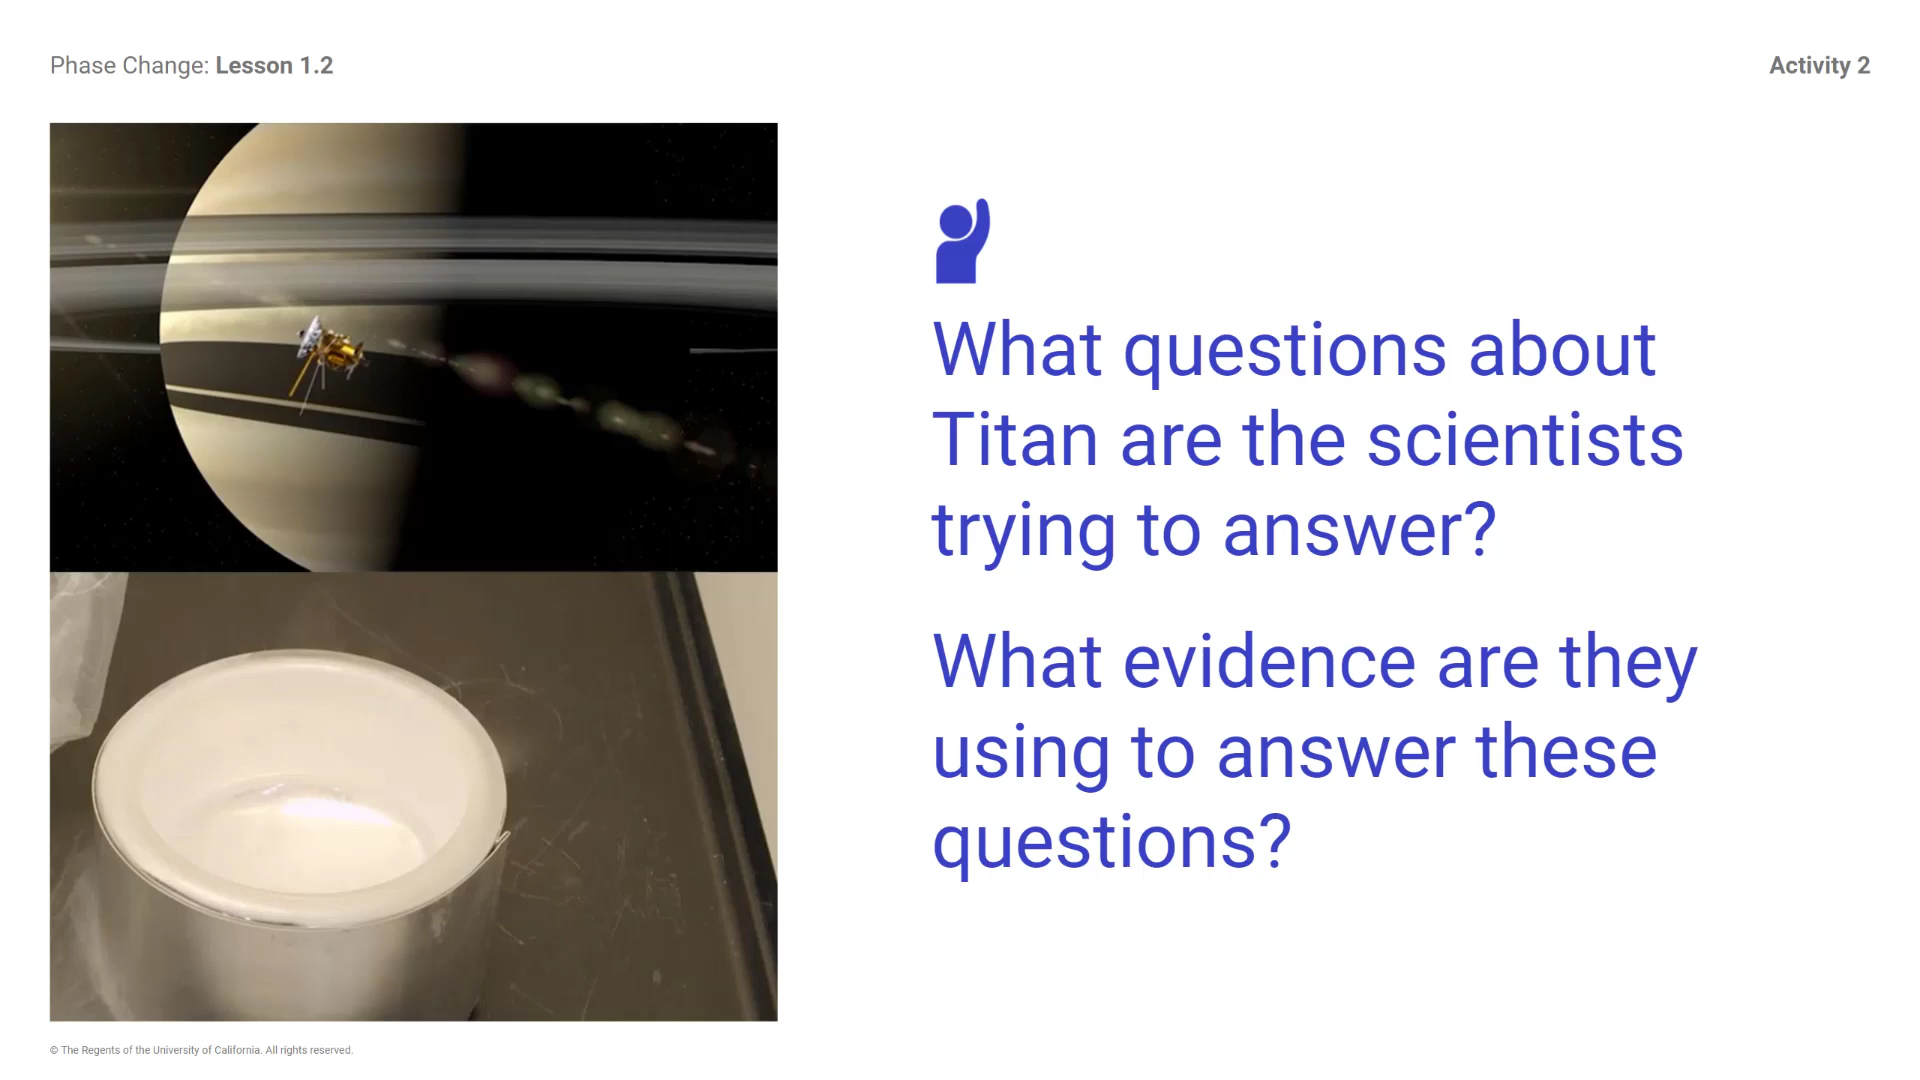 Phase Change: Lesson 1.2
Activity 2
What questions about
Titan are the scientists
trying to answer?
What evidence are they
using to answer these
questions?
© The Regents of the University of California. All rights reserved.